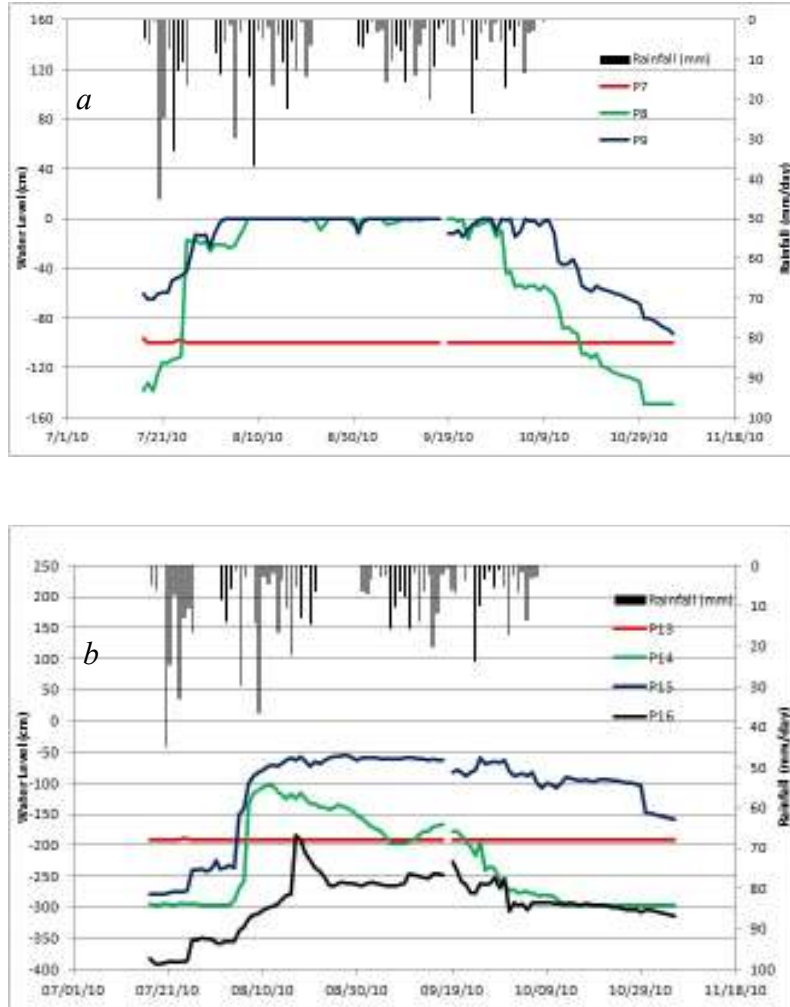 a
160
120
80
40
0
-40
-80
-120
-160
Water Level (cm)
0
10
20
30
40
50
60
70
80
90
100
Rainfall (mm/day)
Rainfall (mm)
P7
P8
P9
7/1/10 7/21/10 8/10/10 8/30/10 9/19/10 10/9/10 10/29/10 11/18/10
b
250
200
150
100
50
0
-50
-100
-150
-200
-250
-300
-350
-400
Water Level (cm)
0
10
20
30
40
50
60
70
80
90
100
Rainfall (mm/day)
Rainfall (mm)
P13
P14
P15
P16
07/01/10 07/21/10 08/10/10 08/30/10 09/19/10 10/09/10 10/29/10 11/18/10